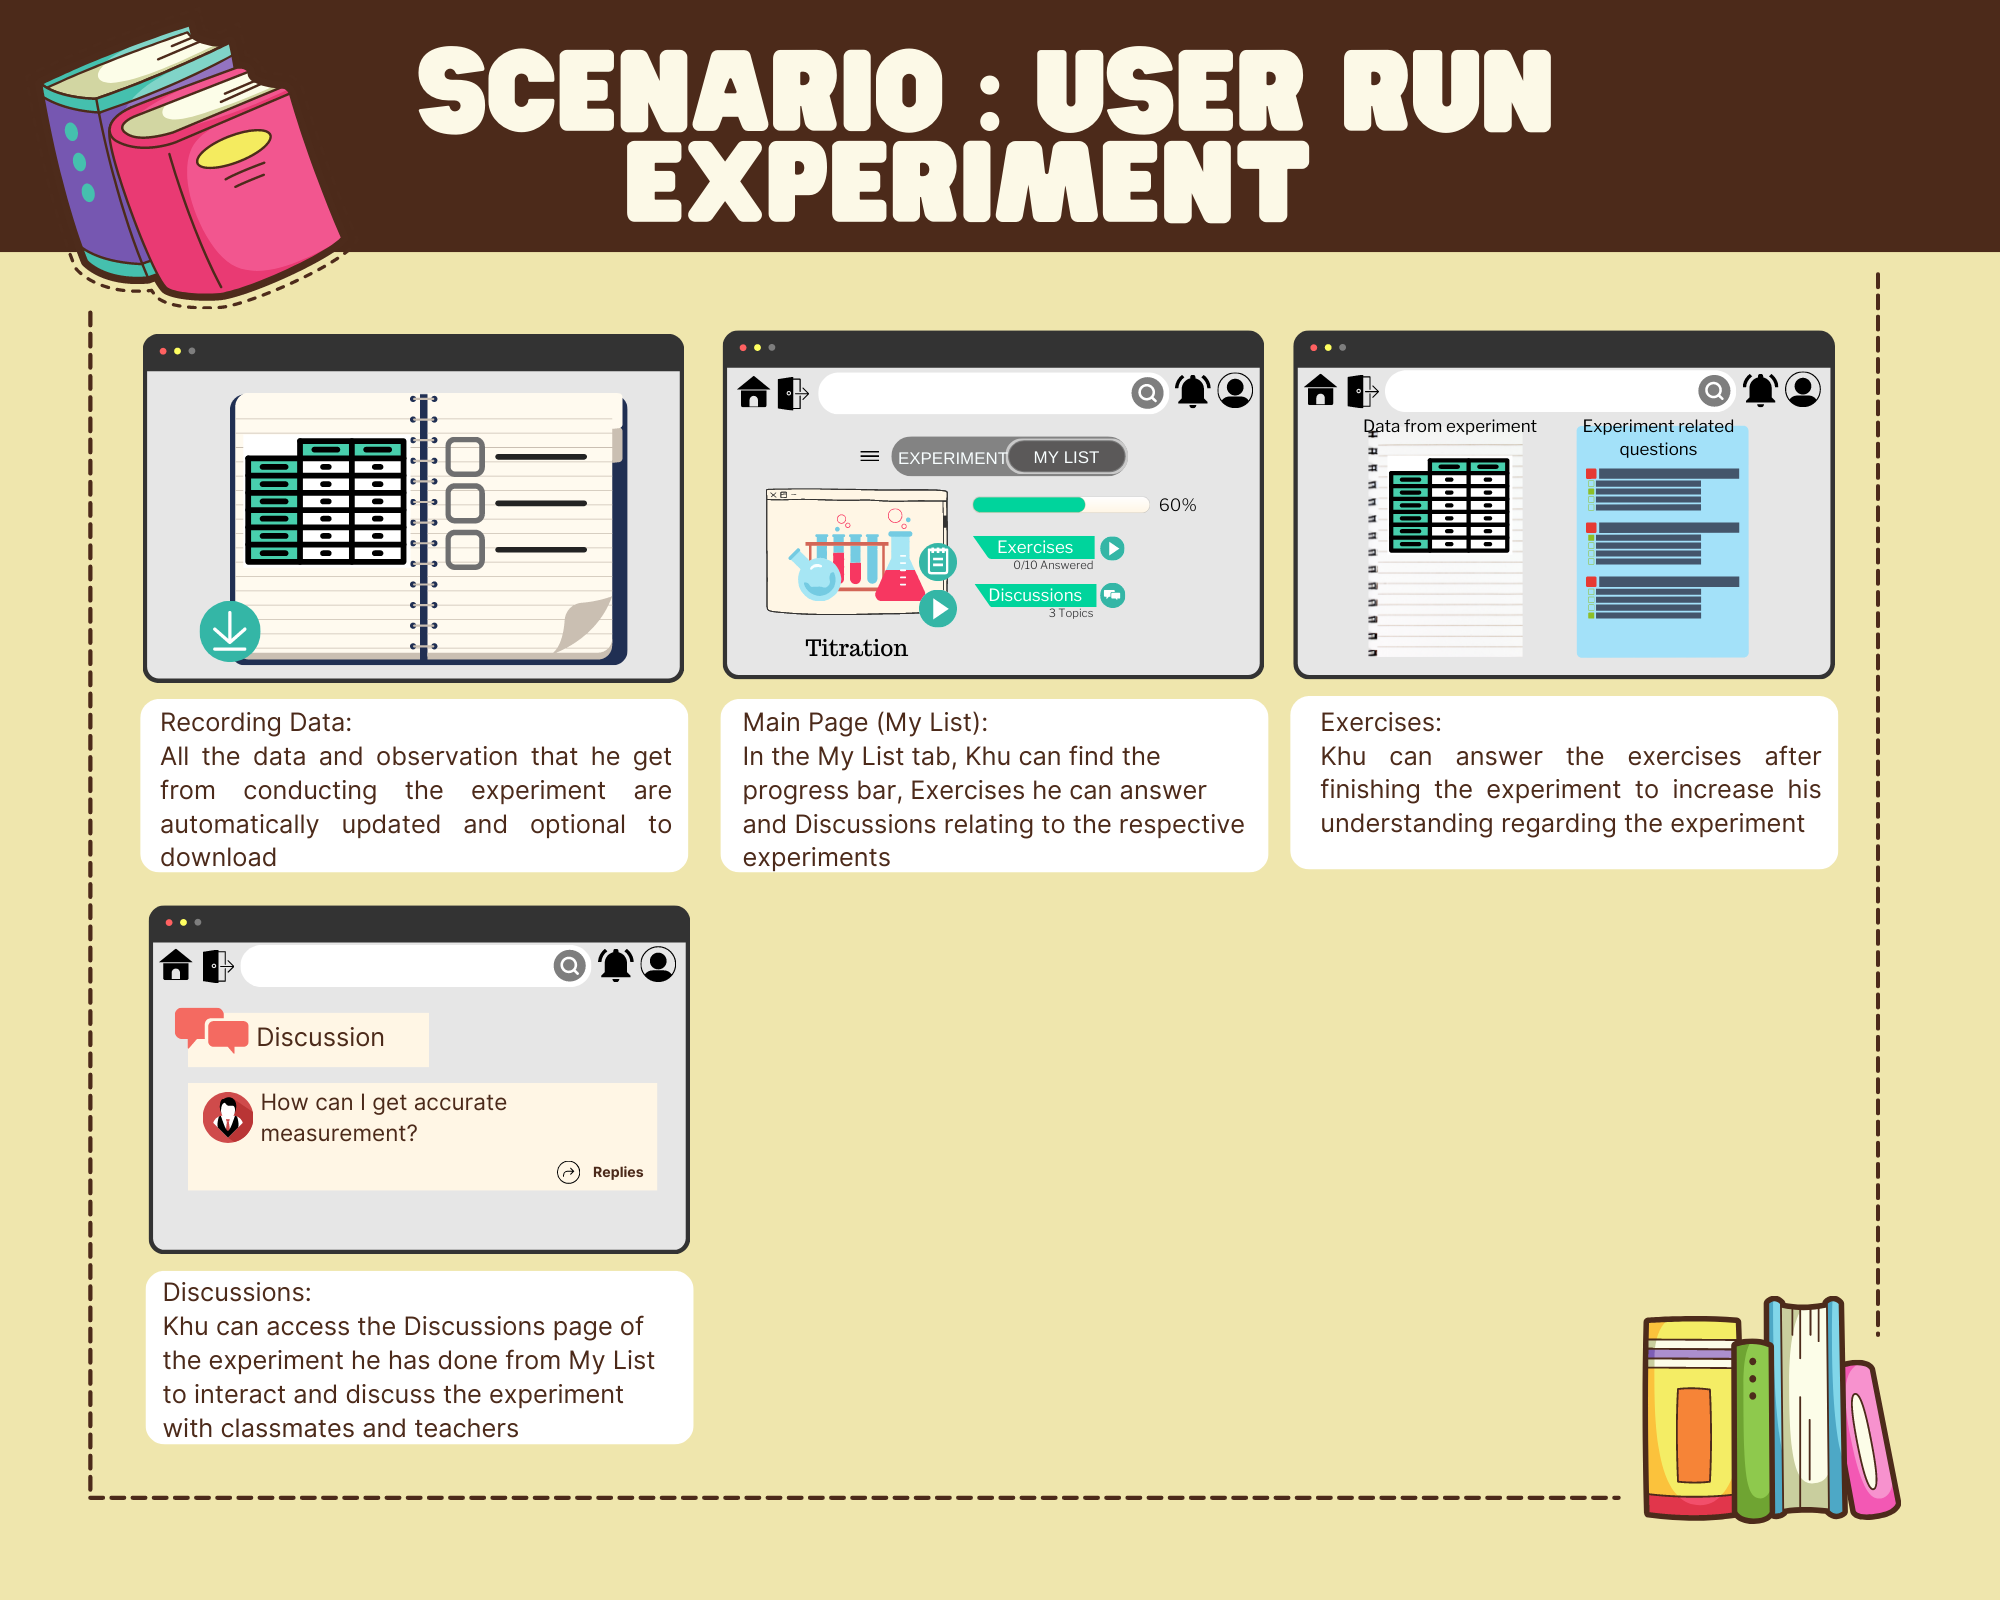 SCENARIO : USER RUN
EXPERIMENT
EXPERIMENT
MY LIST
60%
Exercises
0/10 Answered
Discussions
3 Topics
Titration
Data from experiment
Experiment related
questions
Recording Data:
All the data and observation that he get
from conducting the experiment are
automatically updated and optional to
download
Main Page (My List):
In the My List tab, Khu can find the
progress bar, Exercises he can answer
and Discussions relating to the respective
experiments
Exercises:
Khu can answer the exercises after
finishing the experiment to increase his
understanding regarding the experiment
Discussion
How can I get accurate
measurement?
Replies
Discussions:
Khu can access the Discussions page of
the experiment he has done from My List
to interact and discuss the experiment
with classmates and teachers